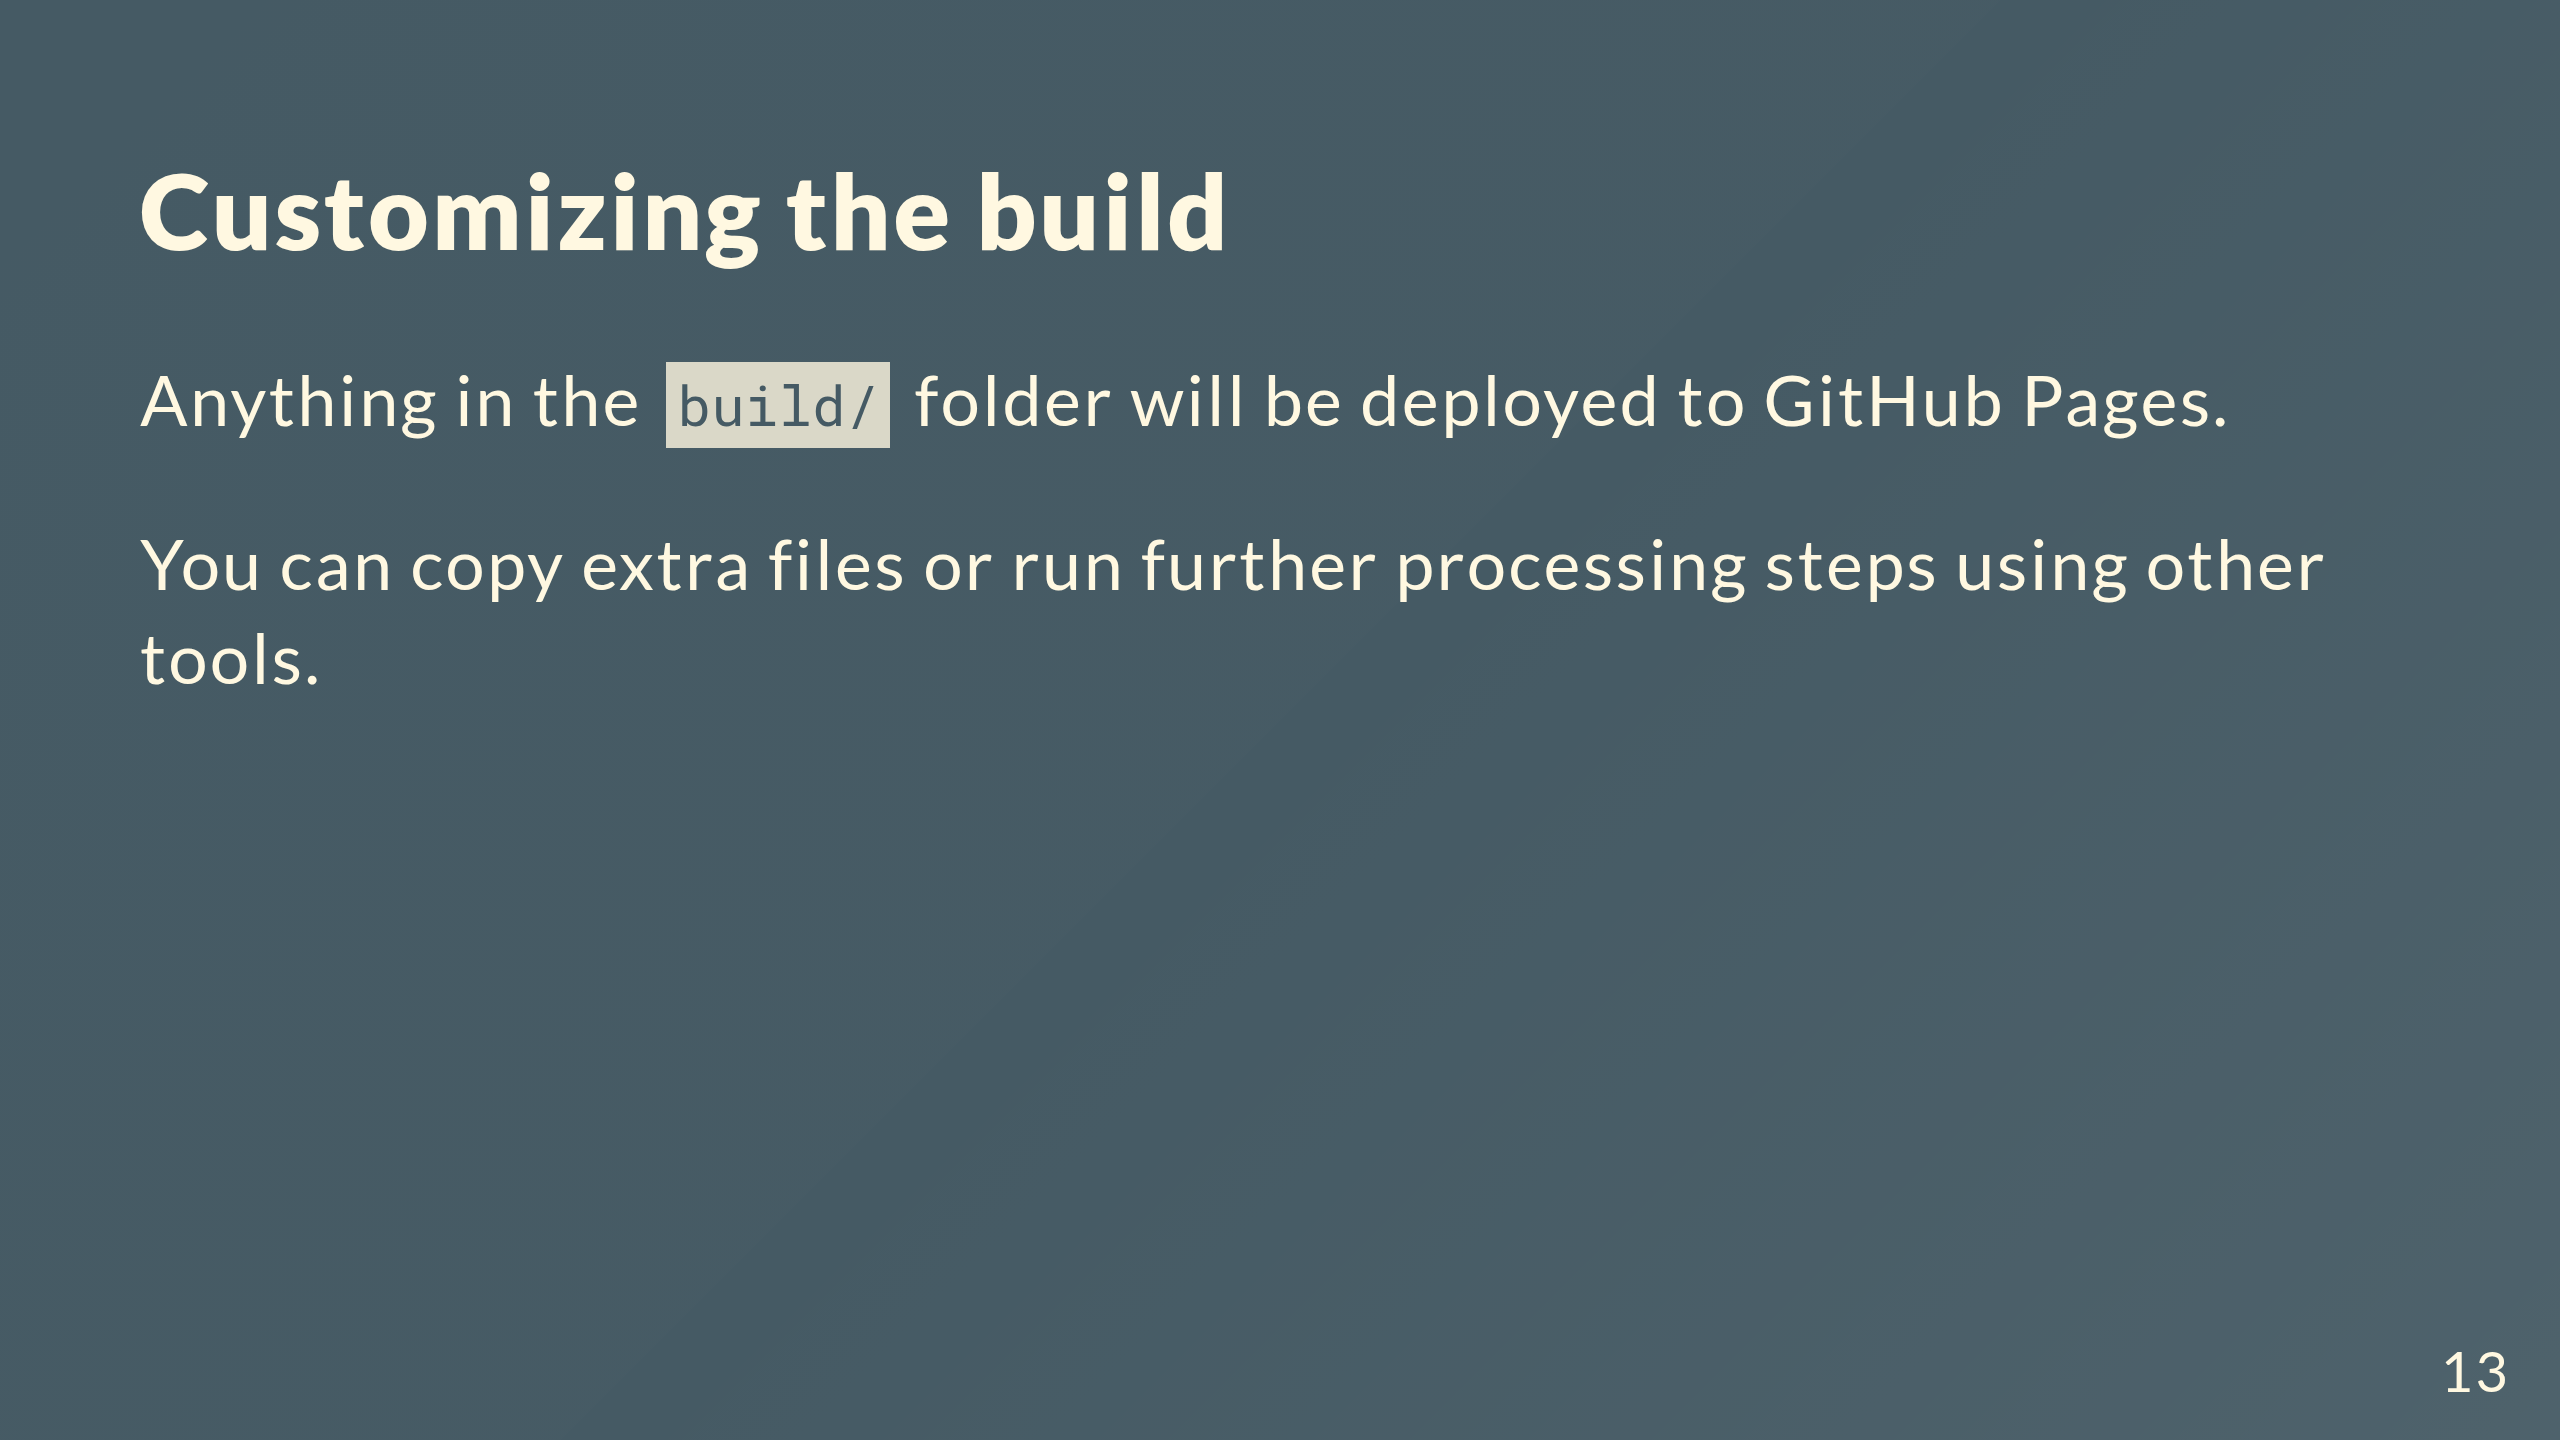 Customizing the build
Anything in the build/ folder will be deployed to GitHub Pages.
You can copy extra files or run further processing steps using other
tools.
13